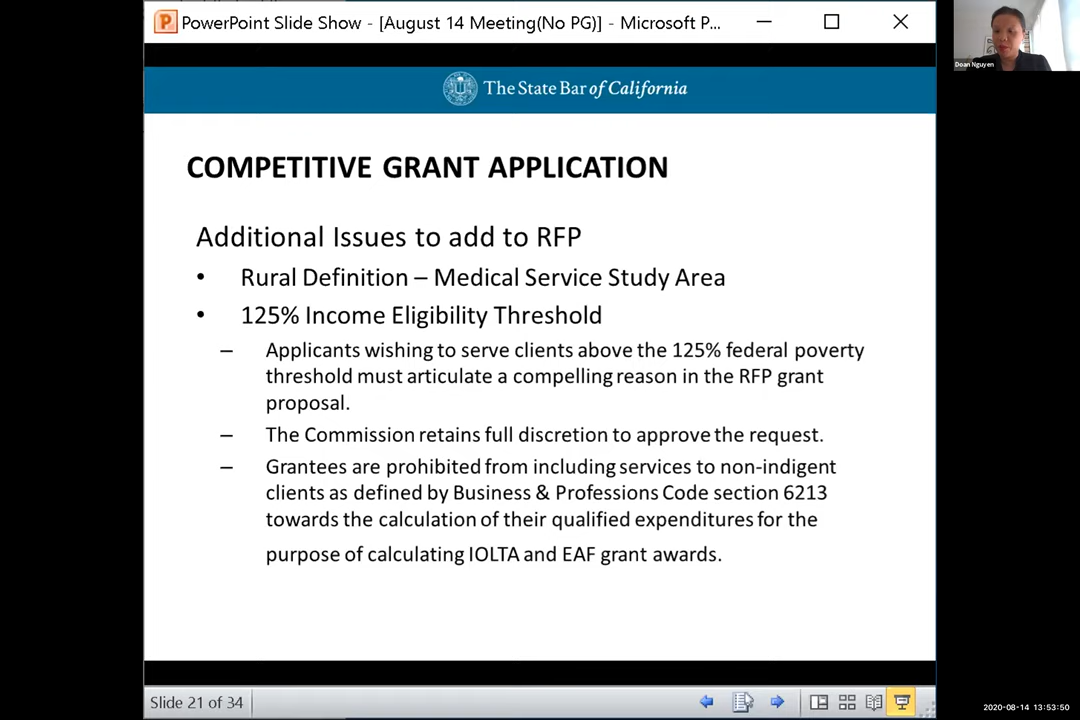 PowerPoint Slide Show - [August 14 Meeting(No PG)] - Microsoft P...
Doan Nguyen
The State Bar of California
COMPETITIVE GRANT APPLICATION
Additional Issues to add to RFP
• Rural Definition – Medical Service Study Area
• 125% Income Eligibility Threshold
– Applicants wishing to serve clients above the 125% federal poverty
threshold must articulate a compelling reason in the RFP grant
proposal.
– The Commission retains full discretion to approve the request.
– Grantees are prohibited from including services to non-indigent
clients as defined by Business & Professions Code section 6213
towards the calculation of their qualified expenditures for the
purpose of calculating IOLTA and EAF grant awards.
Slide 21 of 34
2020-08-14 13:53:50